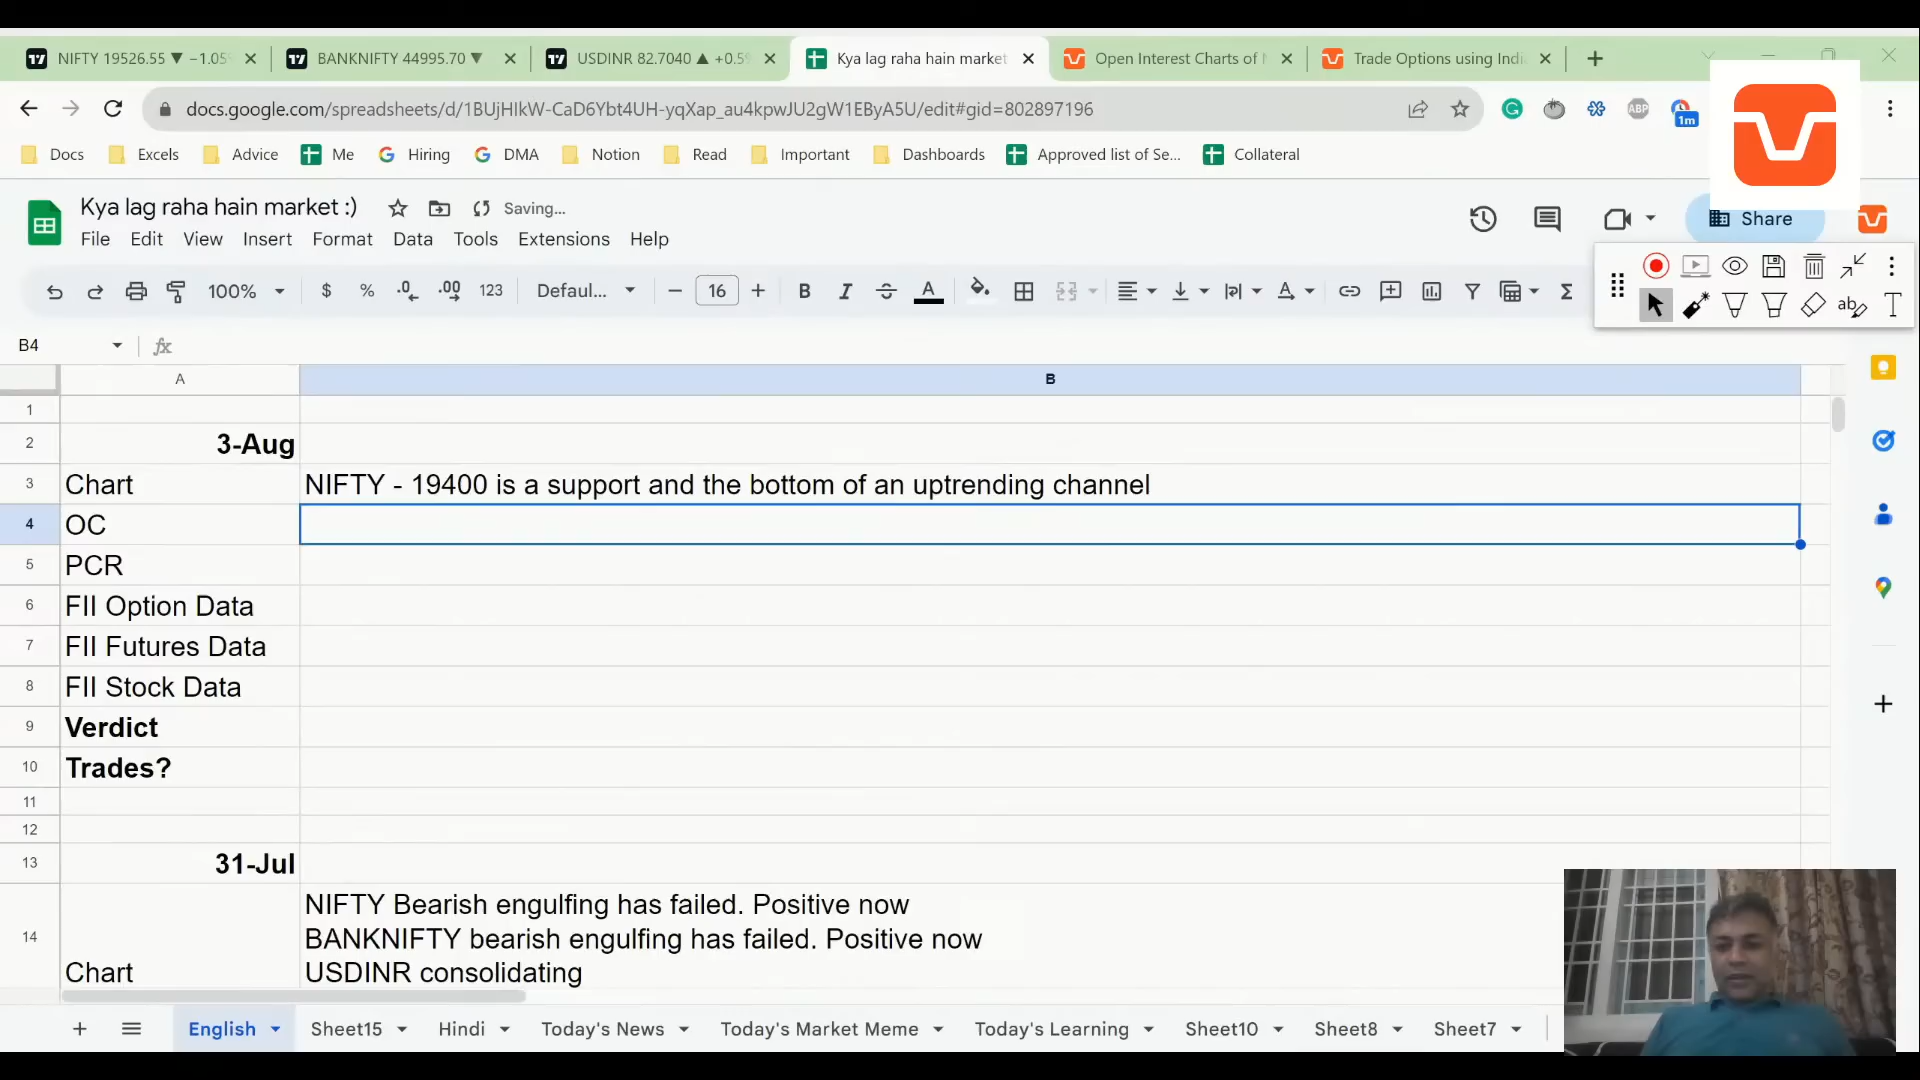 NIFTY 19526.55 ▼ −1.05%
BANKNIFTY 44995.70 ▼
USDINR 82.7040 ▲ +0.5
Kya lag raha hain market
Open Interest Charts of
Trade Options using Indi
docs.google.com/spreadsheets/d/1BUjHIkW-CaD6Ybt4UH-yqXap_au4kpwJU2gW1EByA5U/edit#gid=802897196
ABP
1m
Docs
Excels
Advice
Me
Hiring
DMA
Notion
Read
Important
Dashboards
Approved list of Se...
Collateral
Kya lag raha hain market :)
Saving...
Share
File Edit View Insert Format Data Tools Extensions Help
100% $ % .0 .00 123 Defaul... − 16 + B I A Σ
B4 fx
A B
1
2 3-Aug
3 Chart NIFTY - 19400 is a support and the bottom of an uptrending channel
4 OC
5 PCR
6 FII Option Data
7 FII Futures Data
8 FII Stock Data
9 Verdict
10 Trades?
11
12
13 31-Jul
NIFTY Bearish engulfing has failed. Positive now
14 BANKNIFTY bearish engulfing has failed. Positive now
Chart USDINR consolidating
English Sheet15 Hindi Today's News Today's Market Meme Today's Learning Sheet10 Sheet8 Sheet7